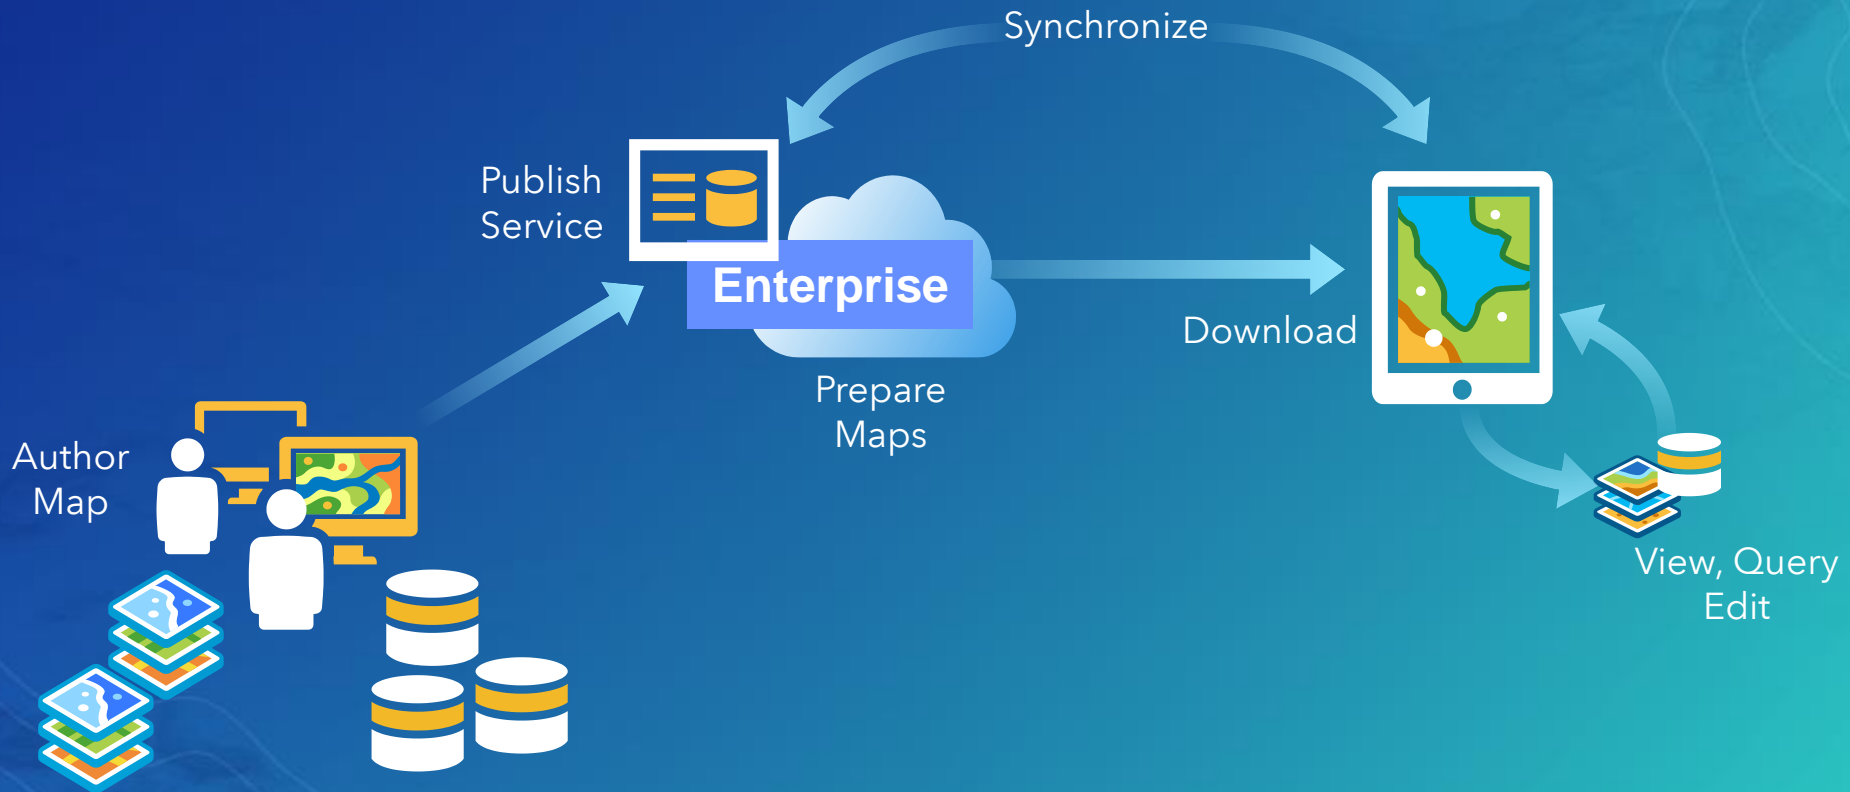 Synchronize
Publish
Service
Enterprise
Download
Prepare
Maps
Author
Map
View, Query
Edit